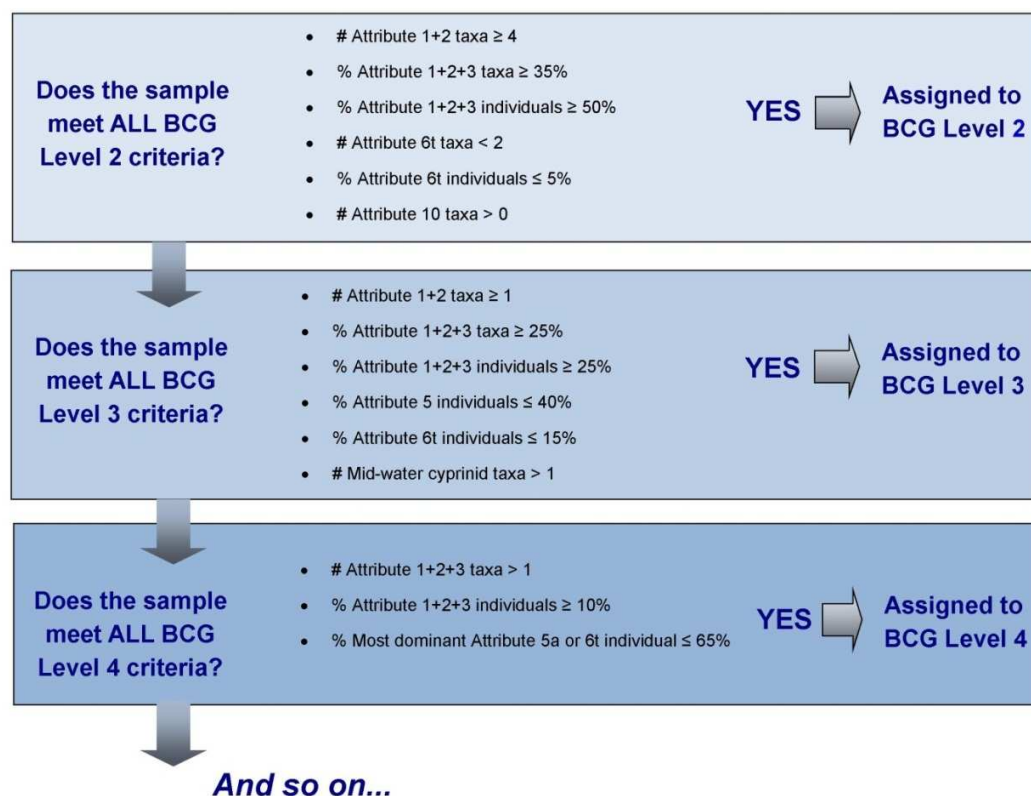 Does the sample
meet ALL BCG
Level 2 criteria?
• # Attribute 1+2 taxa ≥ 4
• % Attribute 1+2+3 taxa ≥ 35%
• % Attribute 1+2+3 individuals ≥ 50%
• # Attribute 6t taxa < 2
• % Attribute 6t individuals ≤ 5%
• # Attribute 10 taxa > 0
YES
Assigned to
BCG Level 2
Does the sample
meet ALL BCG
Level 3 criteria?
• # Attribute 1+2 taxa ≥ 1
• % Attribute 1+2+3 taxa ≥ 25%
• % Attribute 1+2+3 individuals ≥ 25%
• % Attribute 5 individuals ≤ 40%
• % Attribute 6t individuals ≤ 15%
• # Mid-water cyprinid taxa > 1
YES
Assigned to
BCG Level 3
Does the sample
meet ALL BCG
Level 4 criteria?
• # Attribute 1+2+3 taxa > 1
• % Attribute 1+2+3 individuals ≥ 10%
• % Most dominant Attribute 5a or 6t individual ≤ 65%
YES
Assigned to
BCG Level 4
And so on...